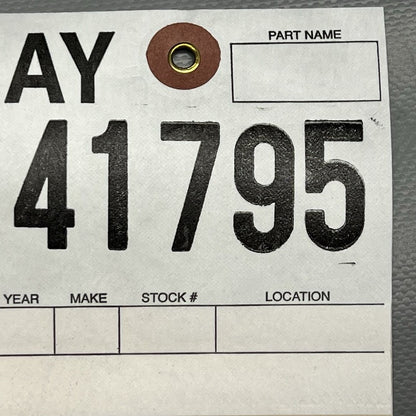 AY
PART NAME
41795
YEAR MAKE STOCK # LOCATION